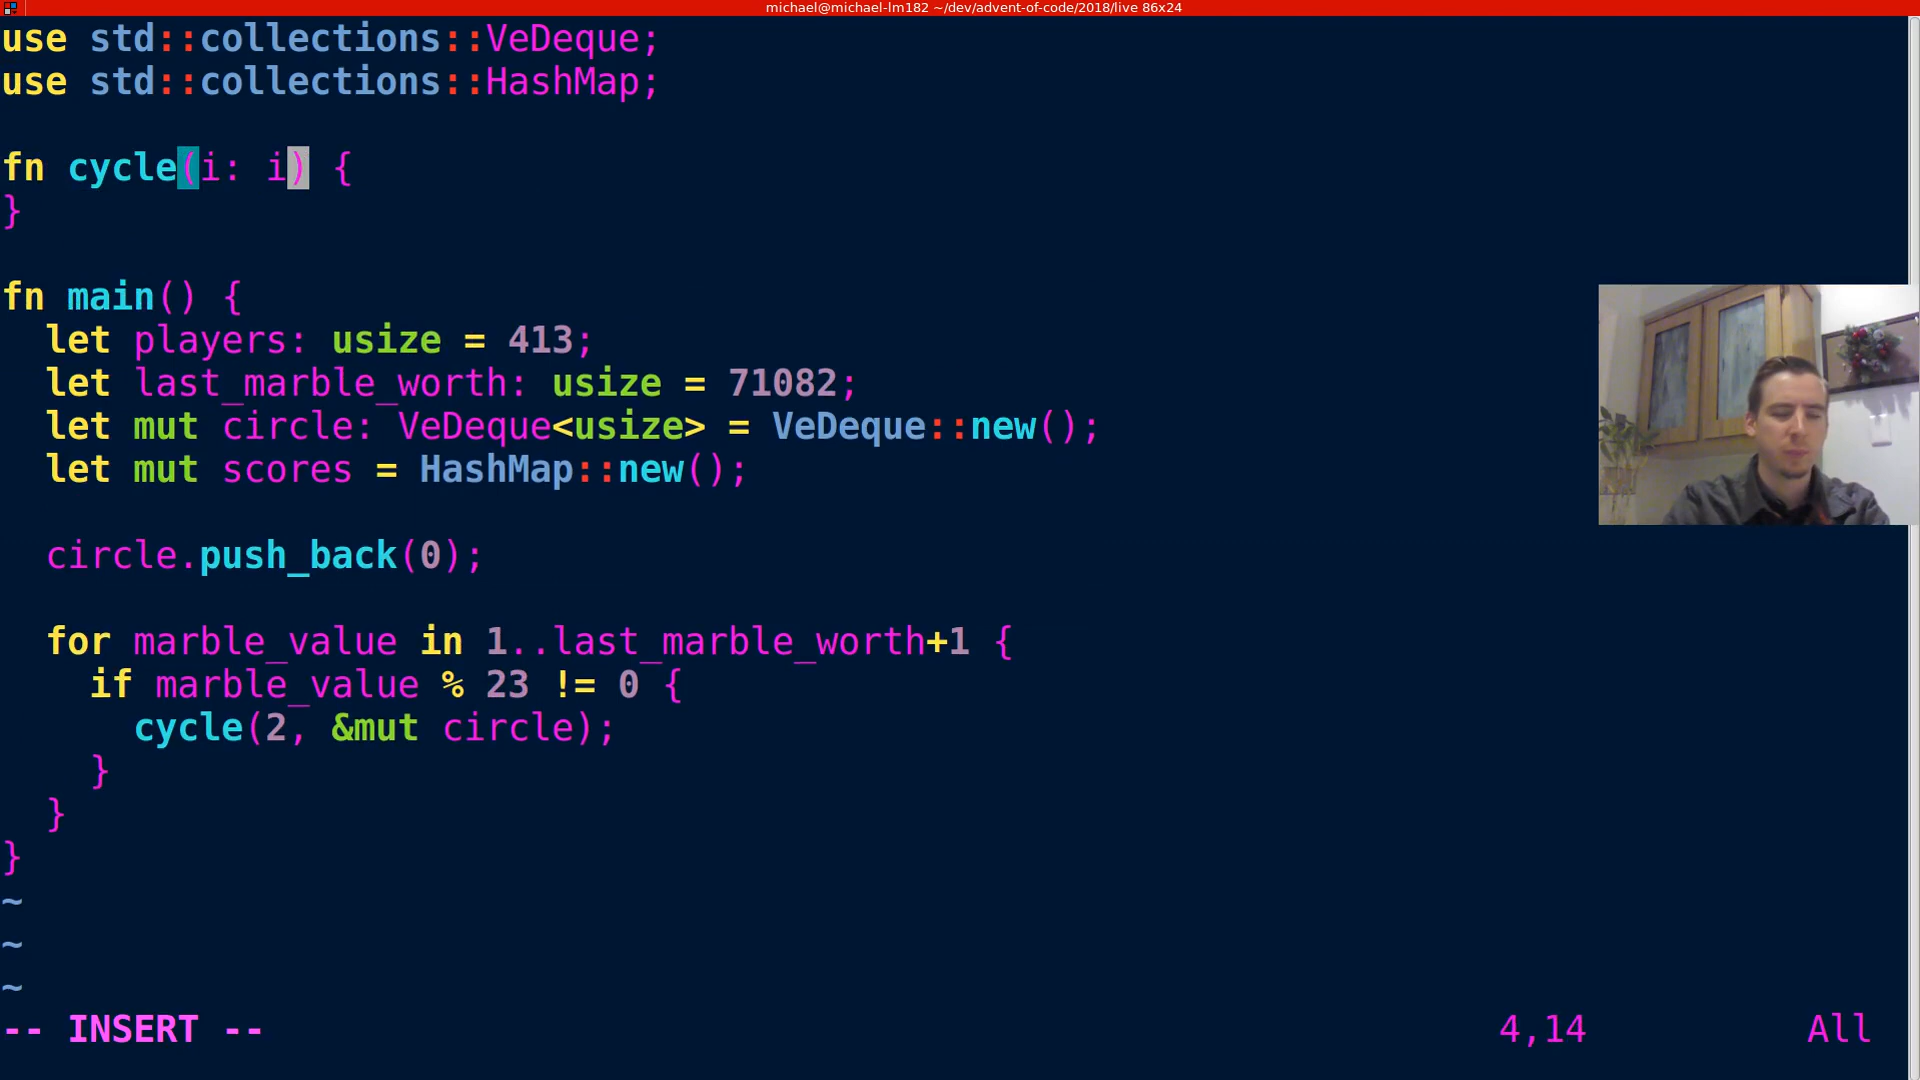 michael@michael-lm182 ~/dev/advent-of-code/2018/live 86x24
use std::collections::VeDeque;
use std::collections::HashMap;
fn cycle(i: i) {
}
fn main() {
  let players: usize = 413;
  let last_marble_worth: usize = 71082;
  let mut circle: VeDeque<usize> = VeDeque::new();
  let mut scores = HashMap::new();
  circle.push_back(0);
  for marble_value in 1..last_marble_worth+1 {
    if marble_value % 23 != 0 {
      cycle(2, &mut circle);
    }
  }
}
~
~
~
-- INSERT -- 4,14 All